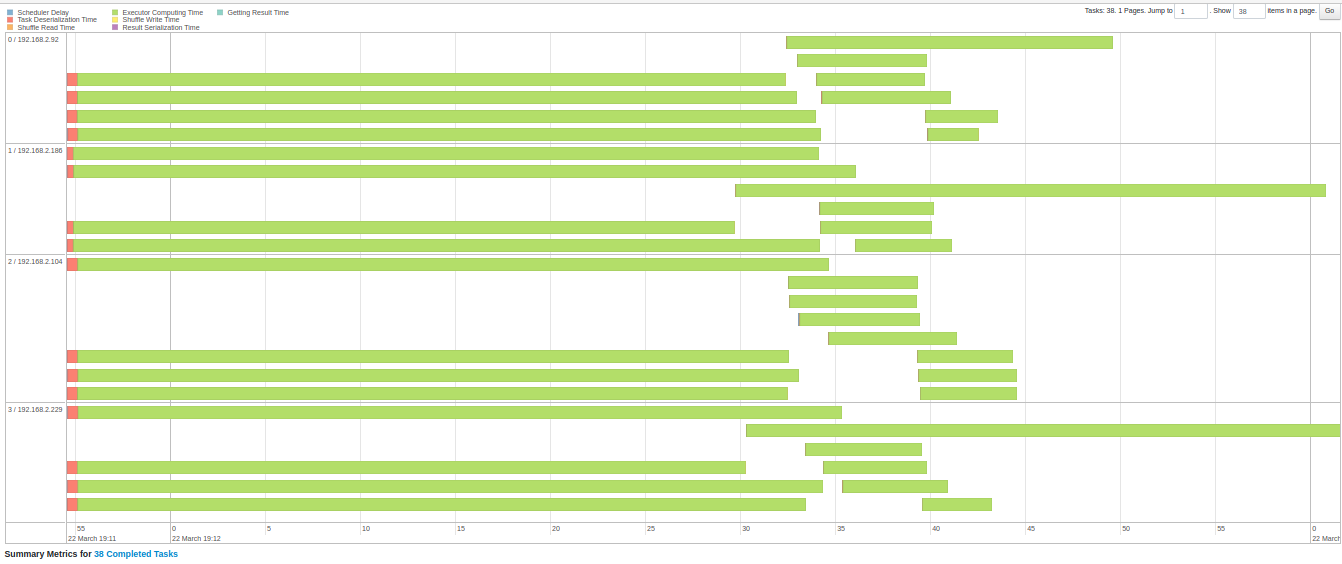 Scheduler Delay
Task Deserialization Time
Shuffle Read Time
Executor Computing Time
Shuffle Write Time
Result Serialization Time
Getting Result Time
Tasks: 38. 1 Pages. Jump to 1 . Show 38 items in a page. Go
0 / 192.168.2.92
1 / 192.168.2.186
2 / 192.168.2.104
3 / 192.168.2.229
55 0 5 10 15 20 25 30 35 40 45 50 55 0
22 March 19:11 22 March 19:12 22 March
Summary Metrics for 38 Completed Tasks